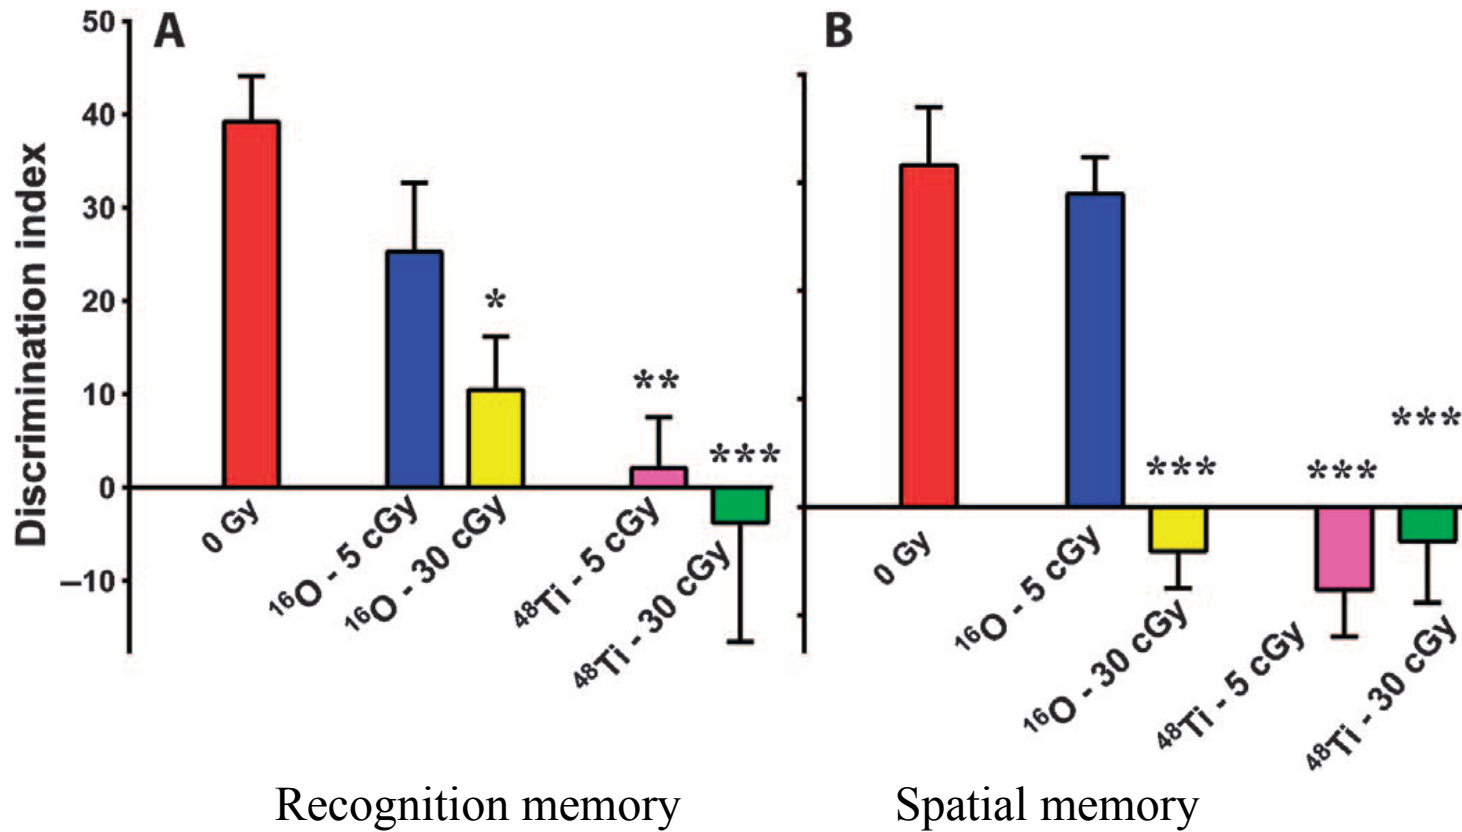 A
B
Discrimination index
50
40
30
20
10
0
–10
*
**
***
***
***
***
0 Gy
¹⁶O - 5 cGy
¹⁶O - 30 cGy
⁴⁸Ti - 5 cGy
⁴⁸Ti - 30 cGy
0 Gy
¹⁶O - 5 cGy
¹⁶O - 30 cGy
⁴⁸Ti - 5 cGy
⁴⁸Ti - 30 cGy
Recognition memory
Spatial memory